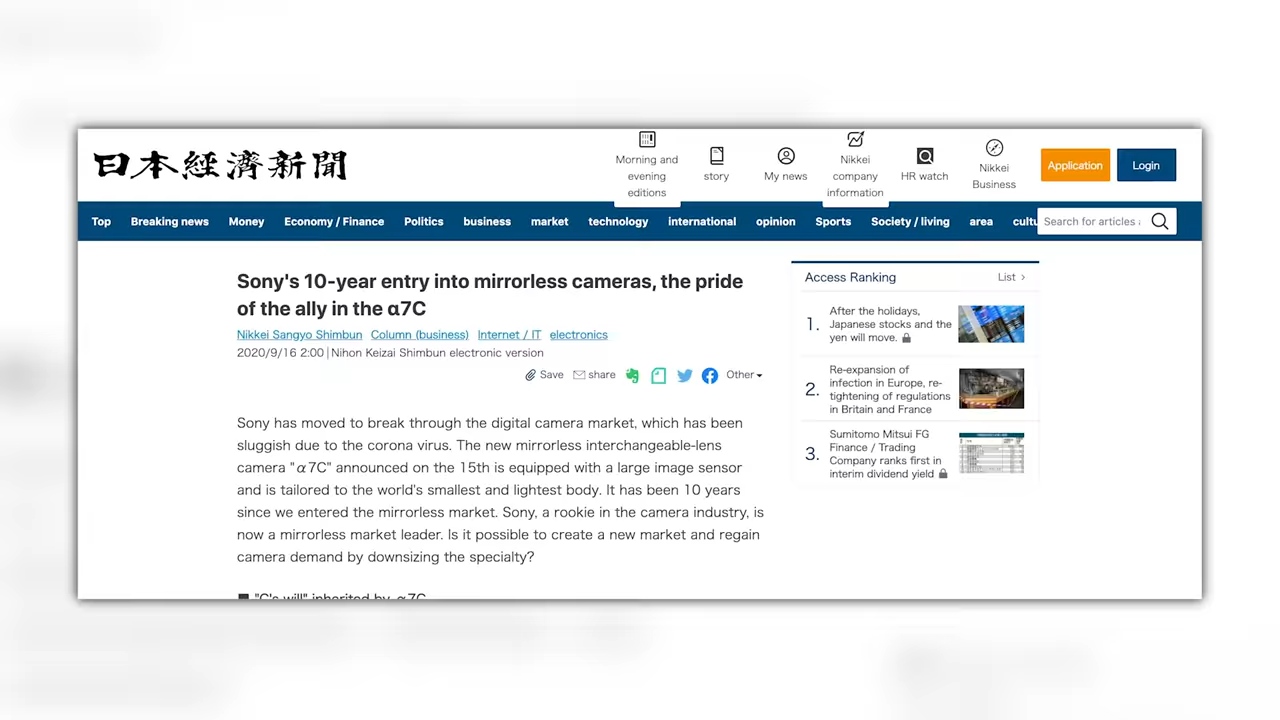 日本経済新聞
Morning and
evening
editions
story
My news
Nikkei
company
information
HR watch
Nikkei
Business
Application
Login
Top Breaking news Money Economy / Finance Politics business market technology international opinion Sports Society / living area cultu
Search for articles
Sony's 10-year entry into mirrorless cameras, the pride
of the ally in the α7C
Nikkei Sangyo Shimbun Column (business) Internet / IT electronics
2020/9/16 2:00 | Nihon Keizai Shimbun electronic version
Save share Other
Sony has moved to break through the digital camera market, which has been
sluggish due to the corona virus. The new mirrorless interchangeable-lens
camera "α7C" announced on the 15th is equipped with a large image sensor
and is tailored to the world's smallest and lightest body. It has been 10 years
since we entered the mirrorless market. Sony, a rookie in the camera industry, is
now a mirrorless market leader. Is it possible to create a new market and regain
camera demand by downsizing the specialty?
■ "C's will" inherited by α7C
Access Ranking
List >
1.
After the holidays,
Japanese stocks and the
yen will move.
2.
Re-expansion of
infection in Europe, re-
tightening of regulations
in Britain and France
3.
Sumitomo Mitsui FG
Finance / Trading
Company ranks first in
interim dividend yield